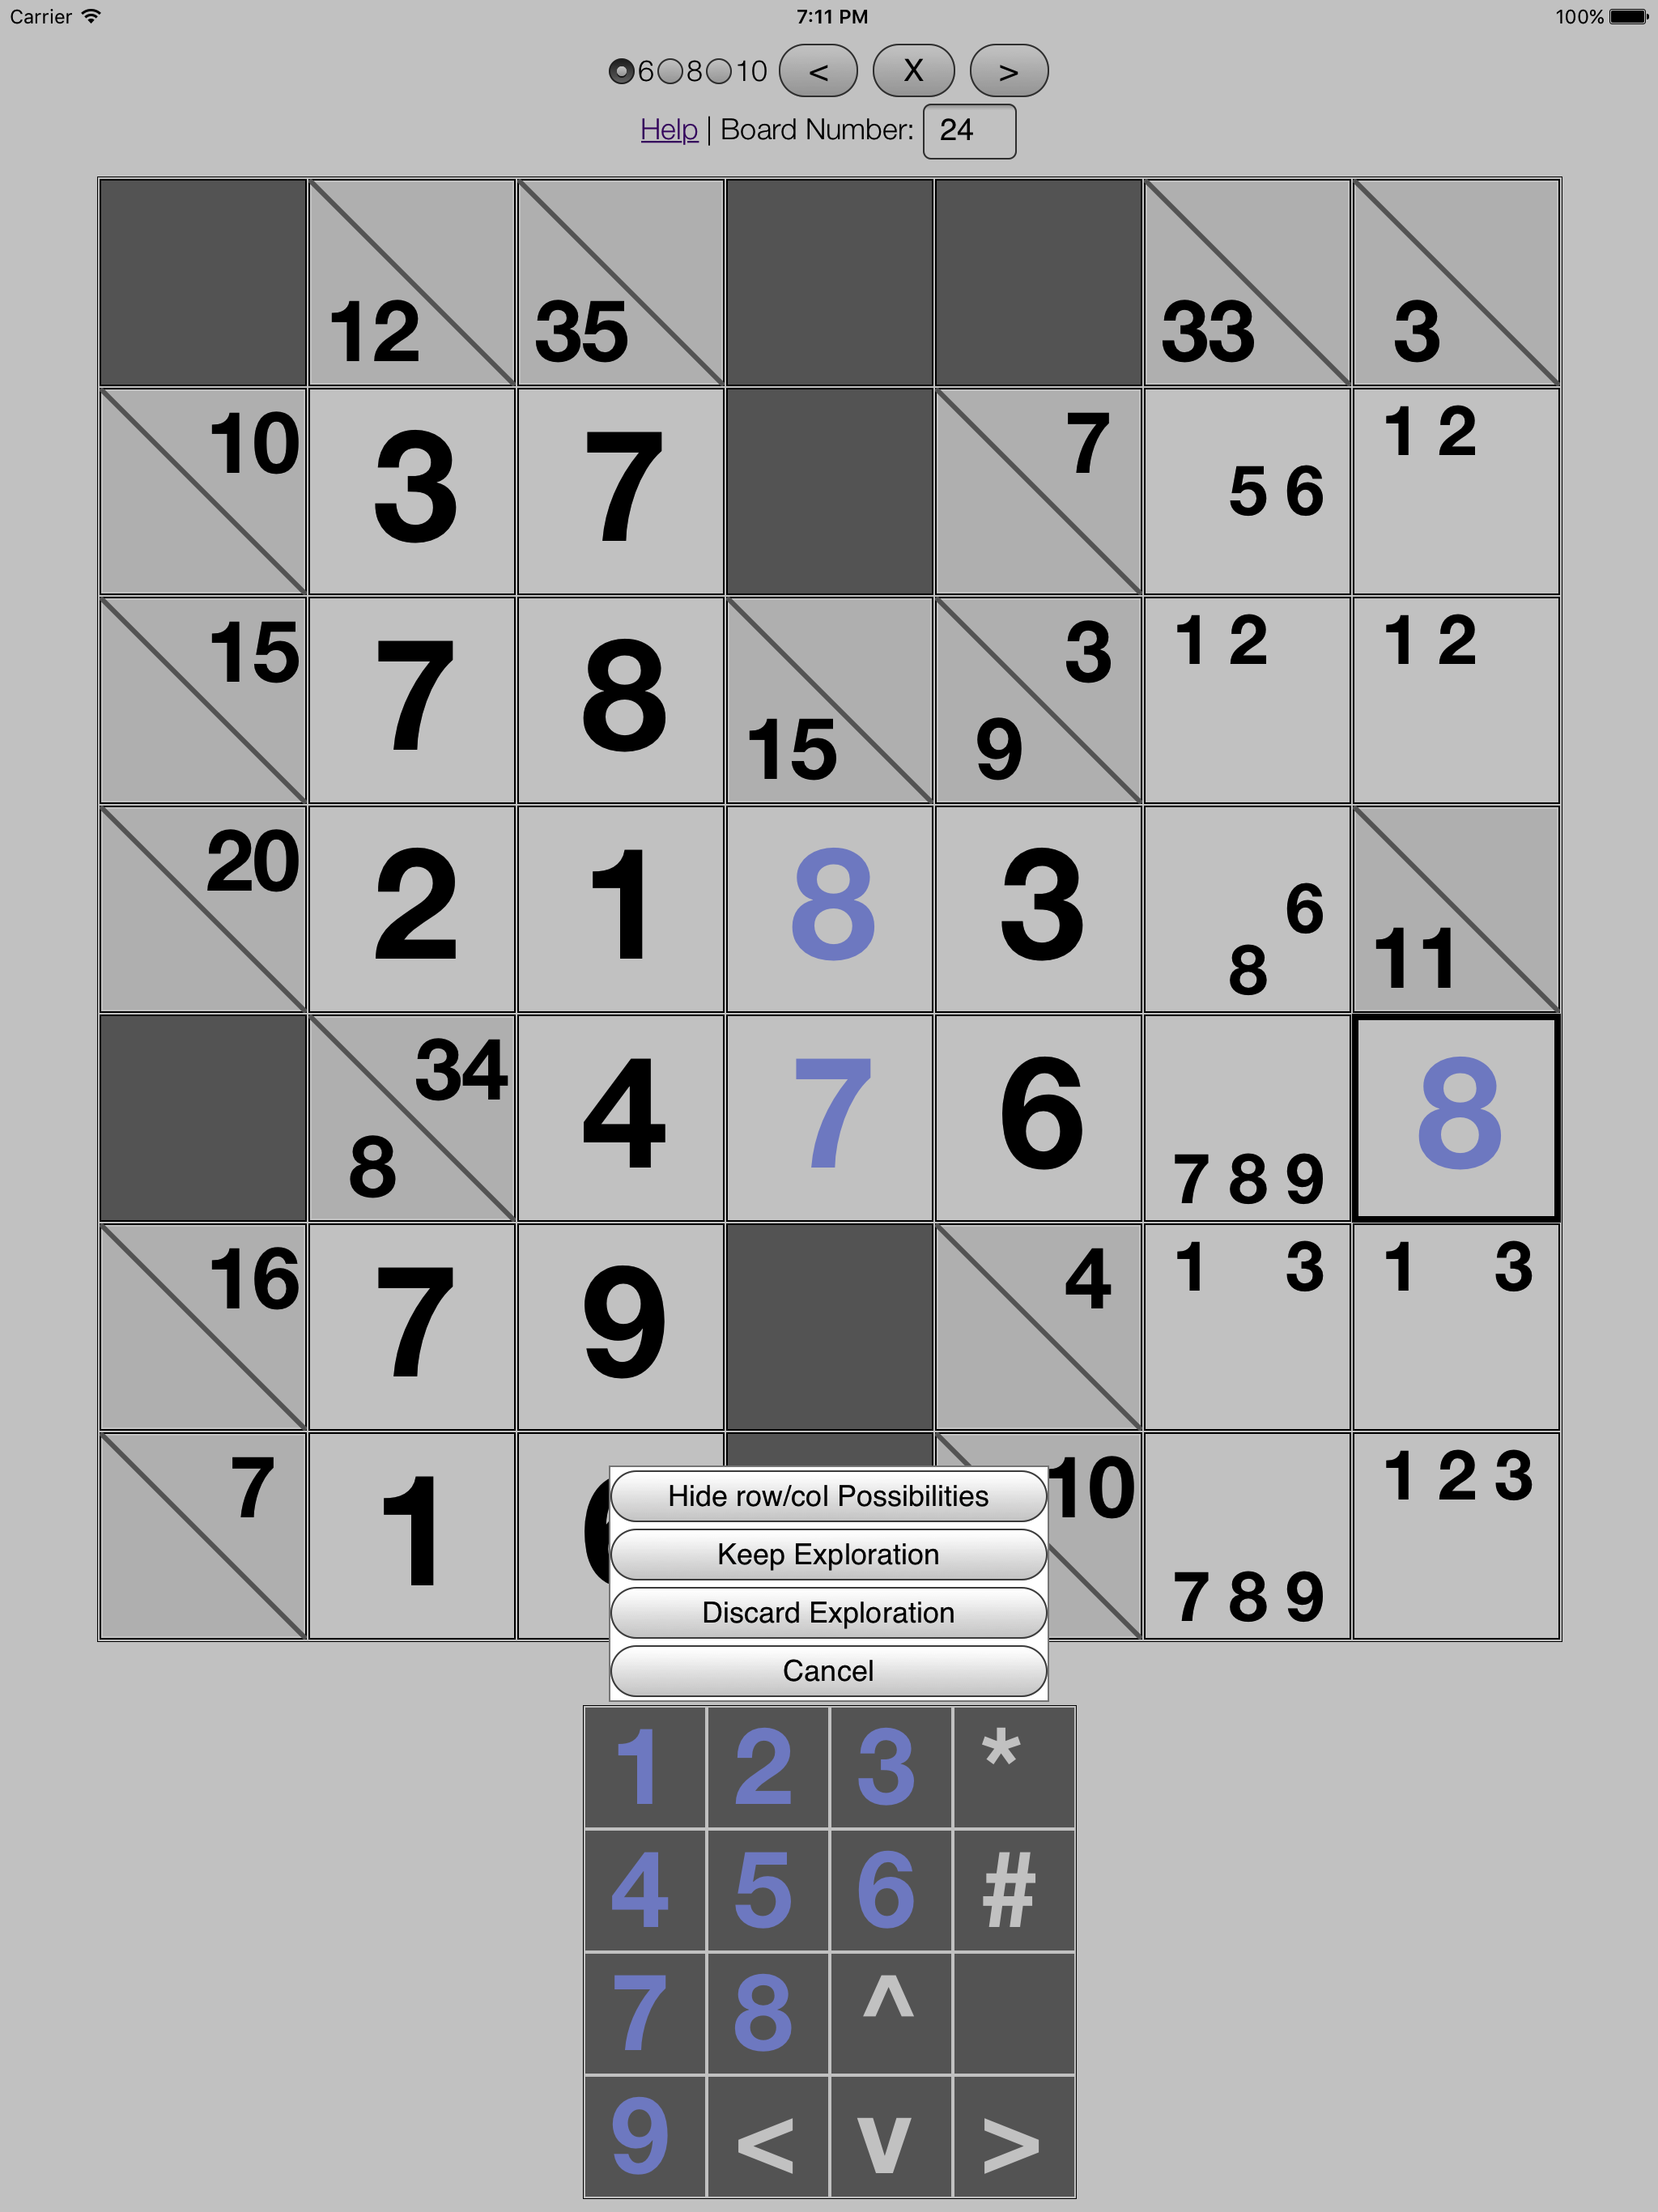 Carrier 7:11 PM 100%
6 8 10 < X >
Help | Board Number: 24
12 35 33 3
10 3 7 7 5 6 1 2
15 7 8 15 9 3 1 2 1 2
20 2 1 8 3 6 8 11
34 8 4 7 6 7 8 9 8
16 7 9 4 1 3 1 3
7 1 10 7 8 9 1 2 3
Hide row/col Possibilities
Keep Exploration
Discard Exploration
Cancel
1 2 3 *
4 5 6 #
7 8 ^
9 < v >